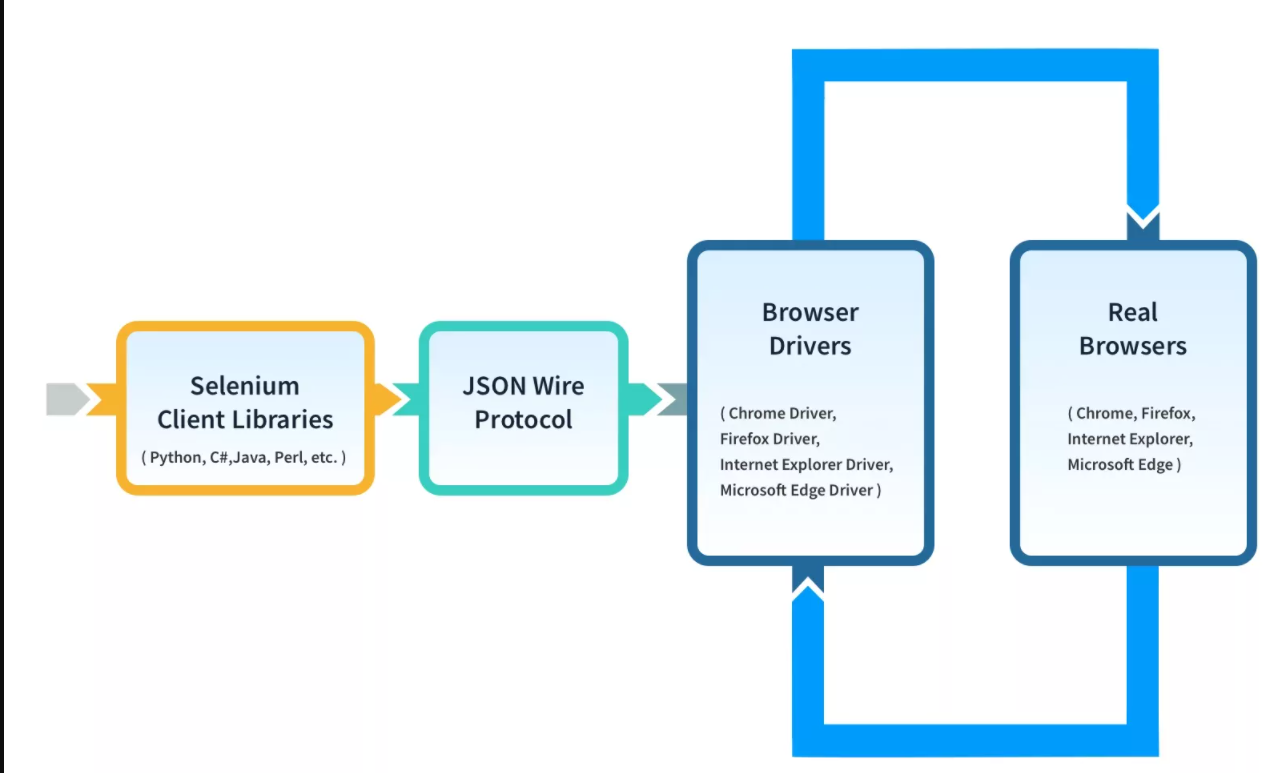 Selenium
Client Libraries
( Python, C#,Java, Perl, etc. )
JSON Wire
Protocol
Browser
Drivers
( Chrome Driver,
Firefox Driver,
Internet Explorer Driver,
Microsoft Edge Driver )
Real
Browsers
( Chrome, Firefox,
Internet Explorer,
Microsoft Edge )